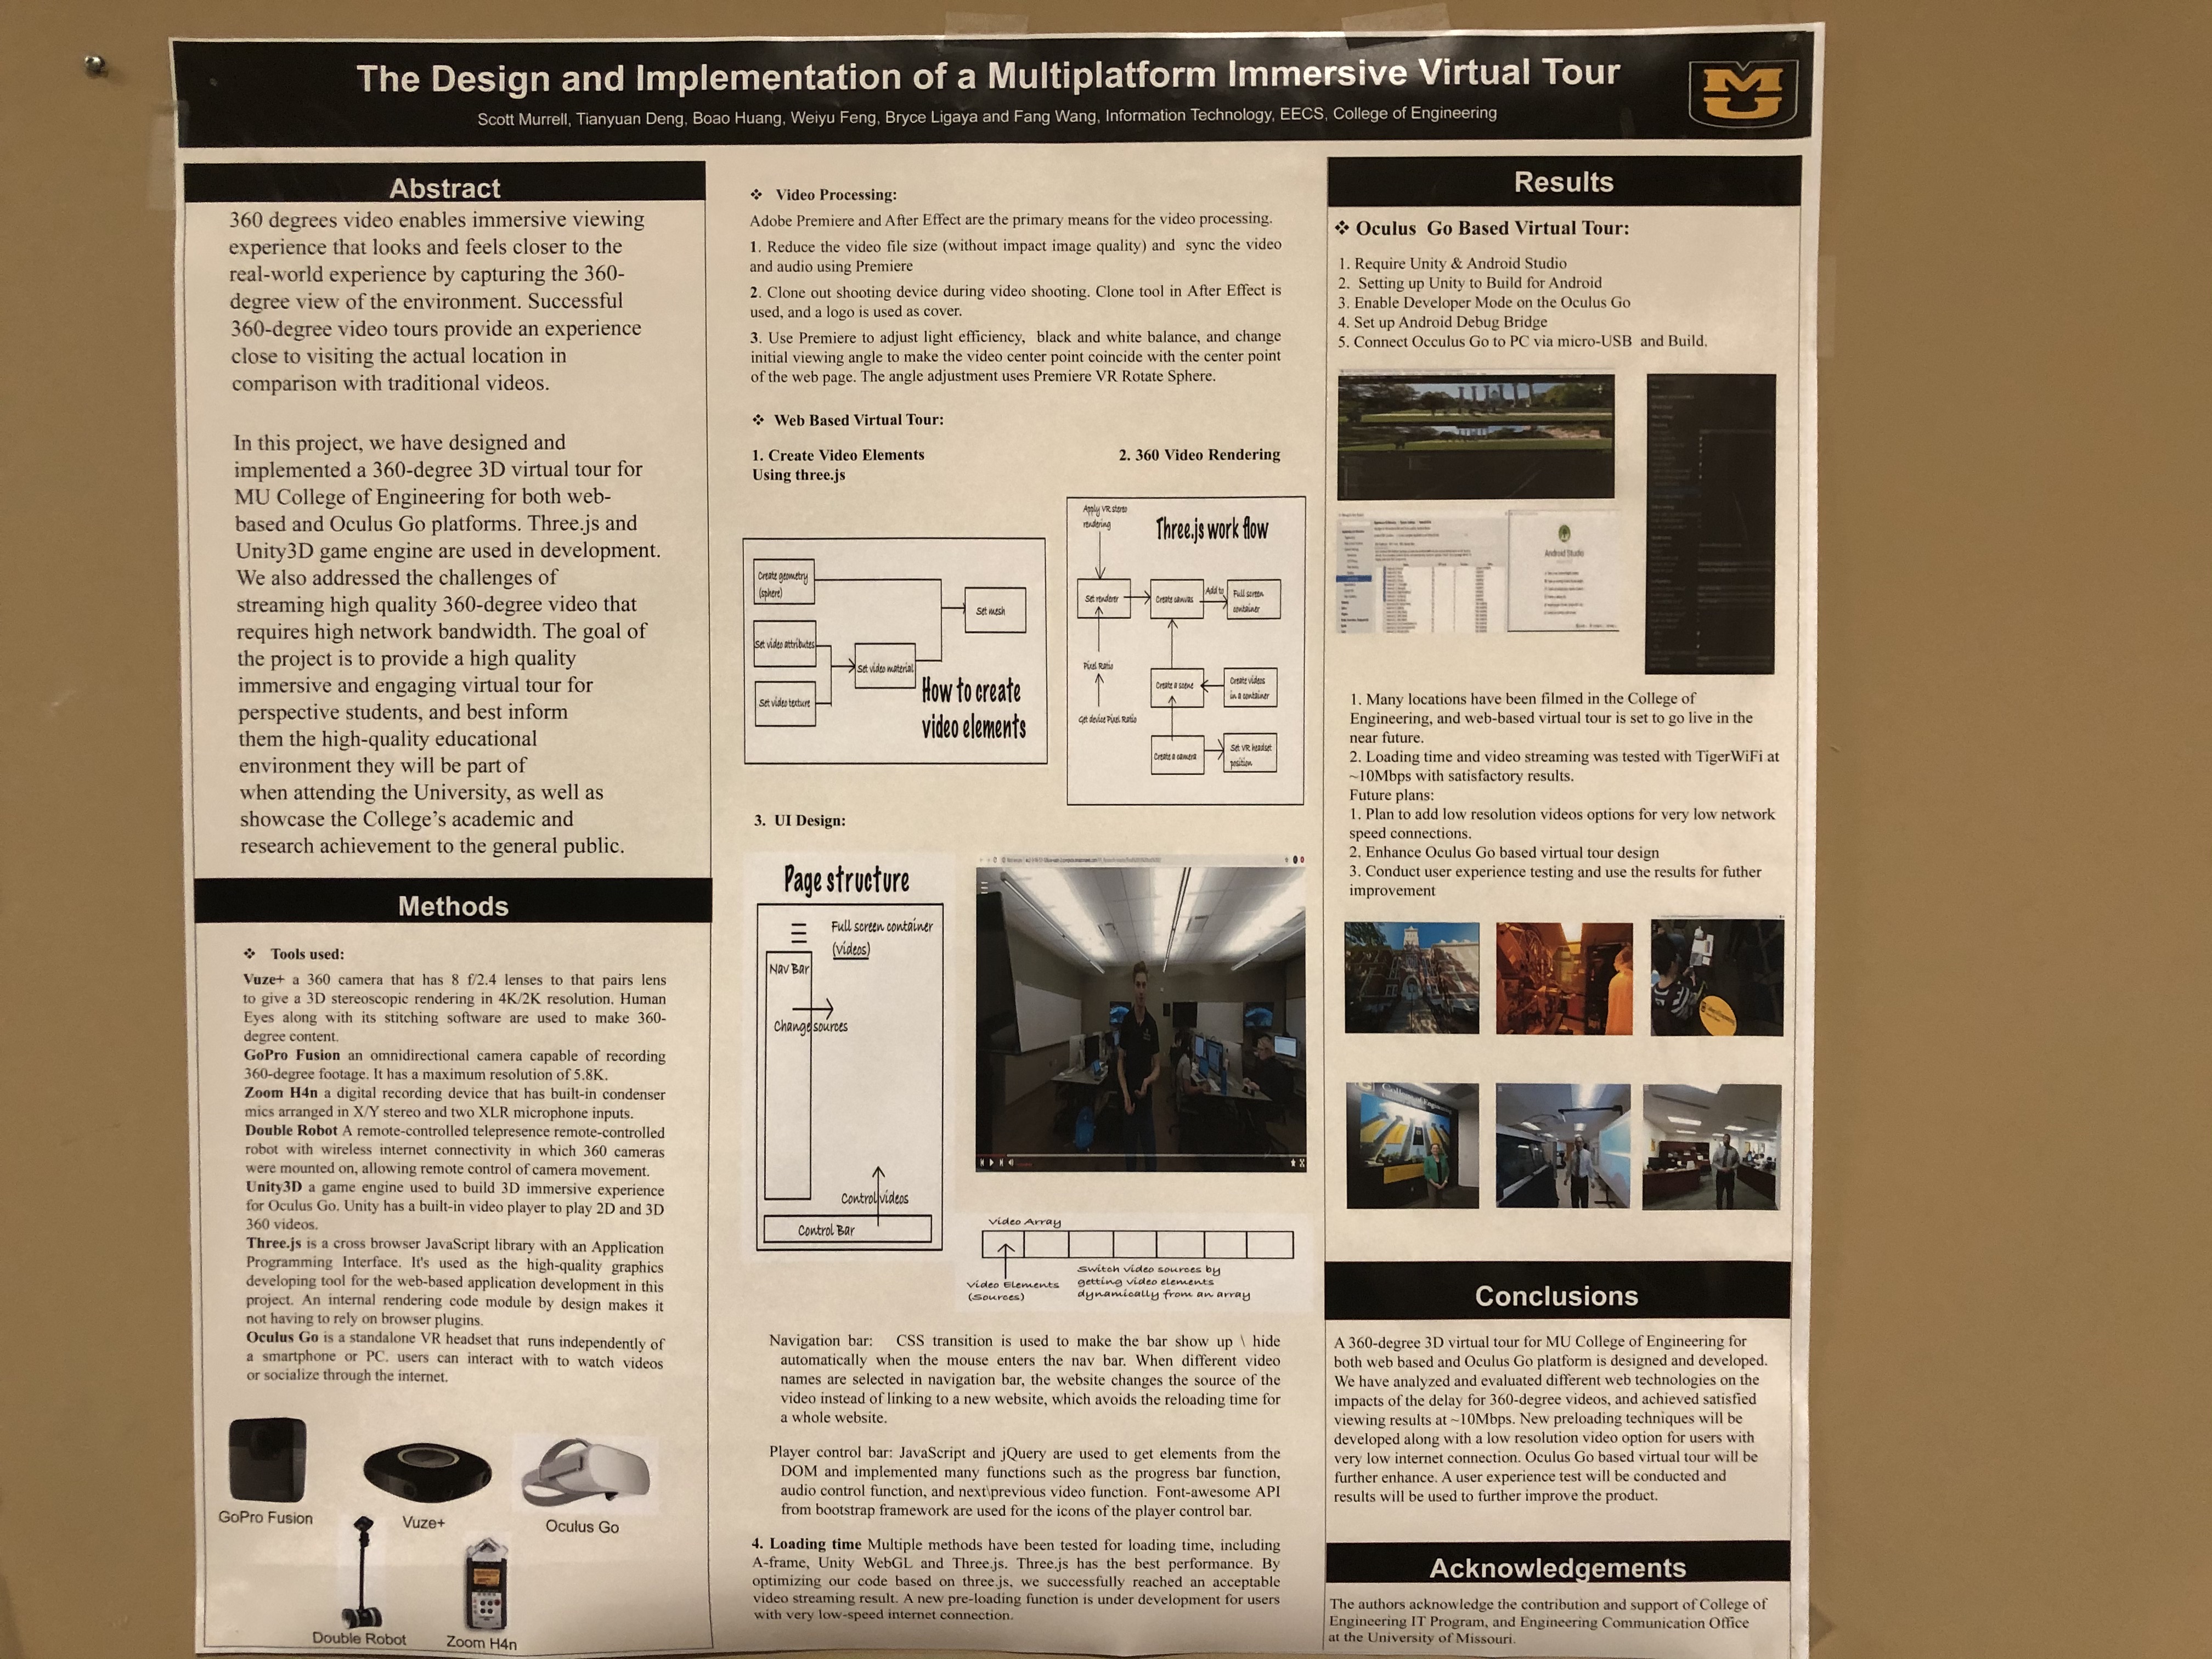 The Design and Implementation of a Multiplatform Immersive Virtual Tour
Scott Murrell, Tianyuan Deng, Boao Huang, Weiyu Feng, Bryce Ligaya and Fang Wang, Information Technology, EECS, College of Engineering
MU
Abstract
360 degrees video enables immersive viewing
experience that looks and feels closer to the
real-world experience by capturing the 360-
degree view of the environment. Successful
360-degree video tours provide an experience
close to visiting the actual location in
comparison with traditional videos.
In this project, we have designed and
implemented a 360-degree 3D virtual tour for
MU College of Engineering for both web-
based and Oculus Go platforms. Three.js and
Unity3D game engine are used in development.
We also addressed the challenges of
streaming high quality 360-degree video that
requires high network bandwidth. The goal of
the project is to provide a high quality
immersive and engaging virtual tour for
perspective students, and best inform
them the high-quality educational
environment they will be part of
when attending the University, as well as
showcase the College's academic and
research achievement to the general public.
Methods
❖ Tools used:
Vuze+ a 360 camera that has 8 f/2.4 lenses to that pairs lens
to give a 3D stereoscopic rendering in 4K/2K resolution. Human
Eyes along with its stitching software are used to make 360-
degree content.
GoPro Fusion an omnidirectional camera capable of recording
360-degree footage. It has a maximum resolution of 5.8K.
Zoom H4n a digital recording device that has built-in condenser
mics arranged in X/Y stereo and two XLR microphone inputs.
Double Robot A remote-controlled telepresence remote-controlled
robot with wireless internet connectivity in which 360 cameras
were mounted on, allowing remote control of camera movement.
Unity3D a game engine used to build 3D immersive experience
for Oculus Go. Unity has a built-in video player to play 2D and 3D
360 videos.
Three.js is a cross browser JavaScript library with an Application
Programming Interface. It's used as the high-quality graphics
developing tool for the web-based application development in this
project. An internal rendering code module by design makes it
not having to rely on browser plugins.
Oculus Go is a standalone VR headset that runs independently of
a smartphone or PC. users can interact with to watch videos
or socialize through the internet.
GoPro Fusion
Vuze+
Oculus Go
Double Robot
Zoom H4n
❖ Video Processing:
Adobe Premiere and After Effect are the primary means for the video processing.
1. Reduce the video file size (without impact image quality) and sync the video
and audio using Premiere
2. Clone out shooting device during video shooting. Clone tool in After Effect is
used, and a logo is used as cover.
3. Use Premiere to adjust light efficiency, black and white balance, and change
initial viewing angle to make the video center point coincide with the center point
of the web page. The angle adjustment uses Premiere VR Rotate Sphere.
❖ Web Based Virtual Tour:
1. Create Video Elements
Using three.js
Create geometry
(sphere)
Set video attributes
Set video texture
Set video material
Set mesh
How to create
video elements
2. 360 Video Rendering
Apply VR stereo
rendering
Three.js work flow
Set renderer
Create canvas
Add to
Full screen
container
Pixel Ratio
Get device Pixel Ratio
Create a scene
Create videos
in a container
Create a camera
Set VR headset
position
3. UI Design:
Page structure
Full screen container
(Videos)
Nav Bar
Change sources
Control videos
Control Bar
Video Array
Video Elements
(Sources)
Switch video sources by
getting video elements
dynamically from an array
Navigation bar: CSS transition is used to make the bar show up \ hide
automatically when the mouse enters the nav bar. When different video
names are selected in navigation bar, the website changes the source of the
video instead of linking to a new website, which avoids the reloading time for
a whole website.
Player control bar: JavaScript and jQuery are used to get elements from the
DOM and implemented many functions such as the progress bar function,
audio control function, and next\previous video function. Font-awesome API
from bootstrap framework are used for the icons of the player control bar.
4. Loading time Multiple methods have been tested for loading time, including
A-frame, Unity WebGL and Three.js. Three.js has the best performance. By
optimizing our code based on three.js, we successfully reached an acceptable
video streaming result. A new pre-loading function is under development for users
with very low-speed internet connection.
Results
❖ Oculus Go Based Virtual Tour:
1. Require Unity & Android Studio
2. Setting up Unity to Build for Android
3. Enable Developer Mode on the Oculus Go
4. Set up Android Debug Bridge
5. Connect Occulus Go to PC via micro-USB and Build.
Android Studio
1. Many locations have been filmed in the College of
Engineering, and web-based virtual tour is set to go live in the
near future.
2. Loading time and video streaming was tested with TigerWiFi at
~10Mbps with satisfactory results.
Future plans:
1. Plan to add low resolution videos options for very low network
speed connections.
2. Enhance Oculus Go based virtual tour design
3. Conduct user experience testing and use the results for futher
improvement
College of Engineering
Conclusions
A 360-degree 3D virtual tour for MU College of Engineering for
both web based and Oculus Go platform is designed and developed.
We have analyzed and evaluated different web technologies on the
impacts of the delay for 360-degree videos, and achieved satisfied
viewing results at ~10Mbps. New preloading techniques will be
developed along with a low resolution video option for users with
very low internet connection. Oculus Go based virtual tour will be
further enhance. A user experience test will be conducted and
results will be used to further improve the product.
Acknowledgements
The authors acknowledge the contribution and support of College of
Engineering IT Program, and Engineering Communication Office
at the University of Missouri.